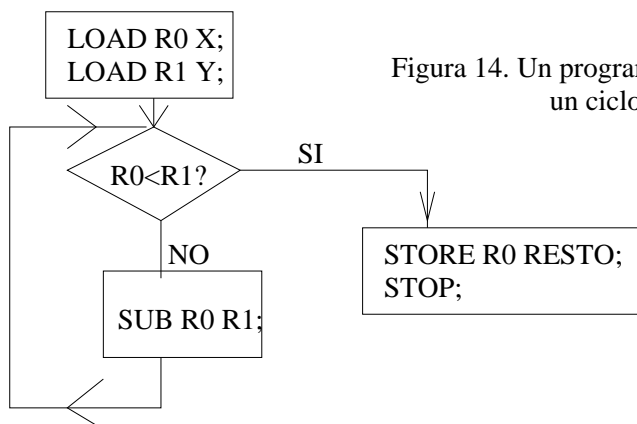 LOAD R0 X;
LOAD R1 Y;
Figura 14. Un
un ciclo
R0<R1?
SI
NO
SUB R0 R1;
STORE R0 RESTO;
STOP;